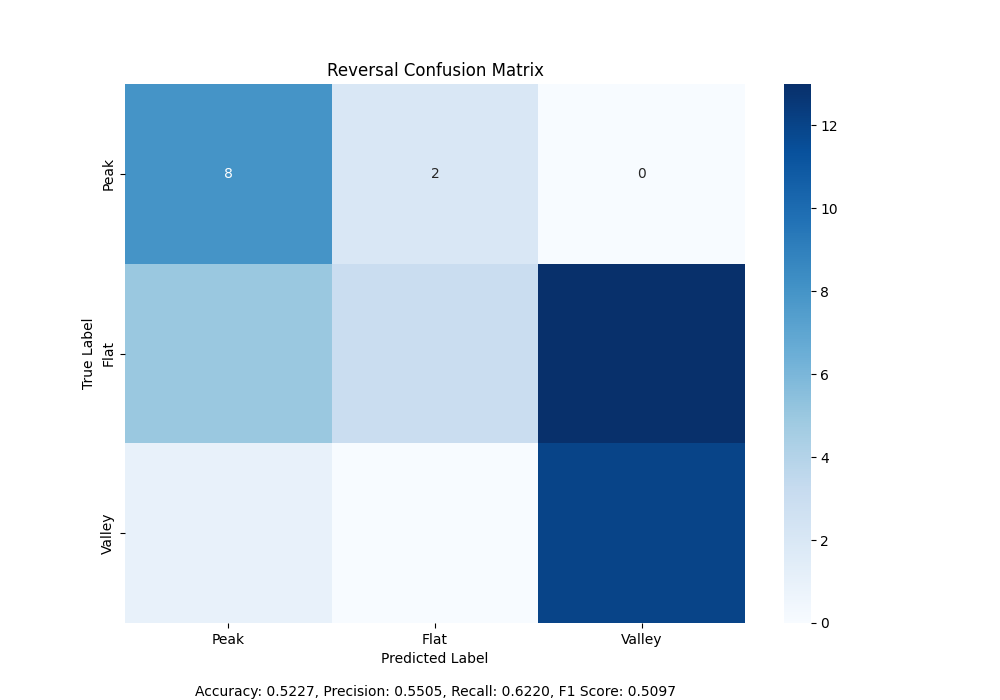 Reversal Confusion Matrix
Peak 8 2 0
Flat
Valley
True Label
Peak Flat Valley
Predicted Label
12
10
8
6
4
2
0
Accuracy: 0.5227, Precision: 0.5505, Recall: 0.6220, F1 Score: 0.5097